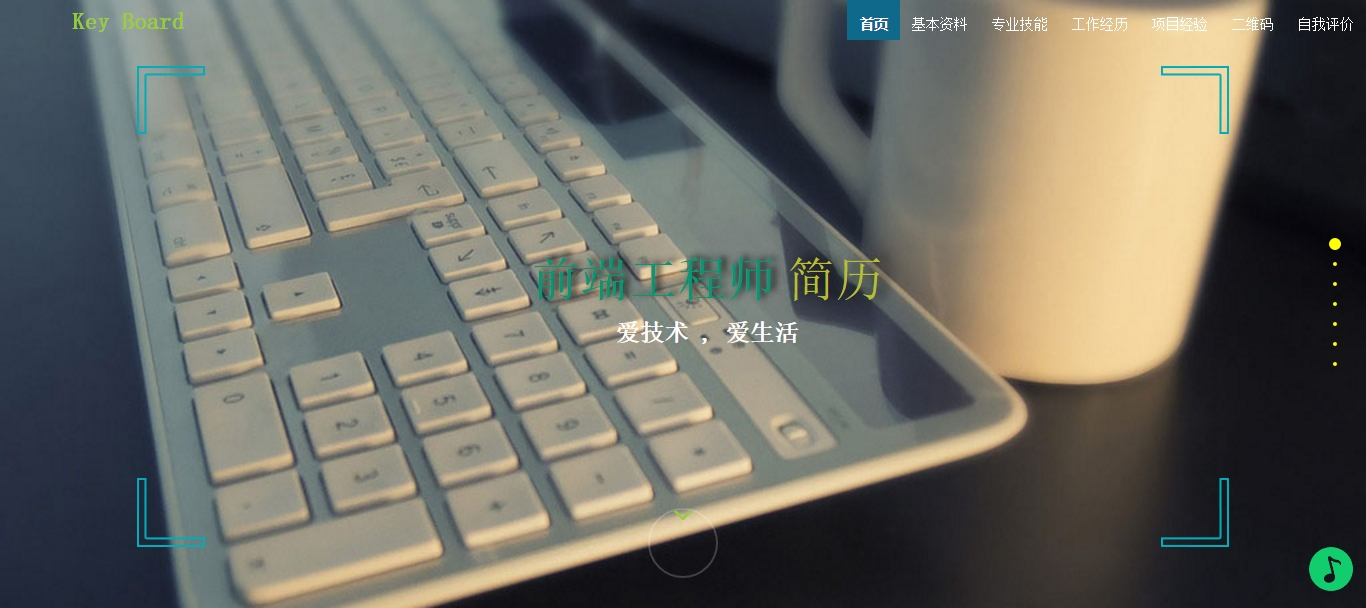 Key Board
首页 基本资料 专业技能 工作经历 项目经验 二维码 自我评价
前端工程师 简历
爱技术 ， 爱生活